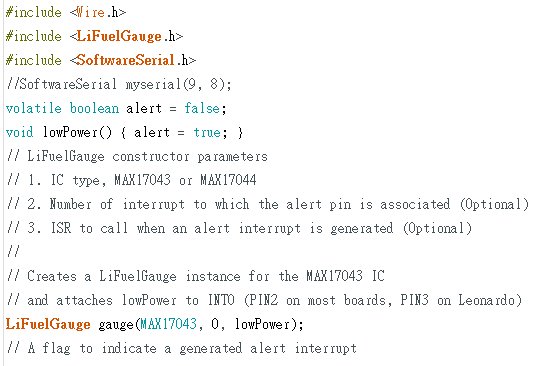 #include <Wire.h>
#include <LiFuelGauge.h>
#include <SoftwareSerial.h>
//SoftwareSerial myserial(9, 8);
volatile boolean alert = false;
void lowPower() { alert = true; }
// LiFuelGauge constructor parameters
// 1. IC type, MAX17043 or MAX17044
// 2. Number of interrupt to which the alert pin is associated (Optional)
// 3. ISR to call when an alert interrupt is generated (Optional)
//
// Creates a LiFuelGauge instance for the MAX17043 IC
// and attaches lowPower to INT0 (PIN2 on most boards, PIN3 on Leonardo)
LiFuelGauge gauge(MAX17043, 0, lowPower);
// A flag to indicate a generated alert interrupt